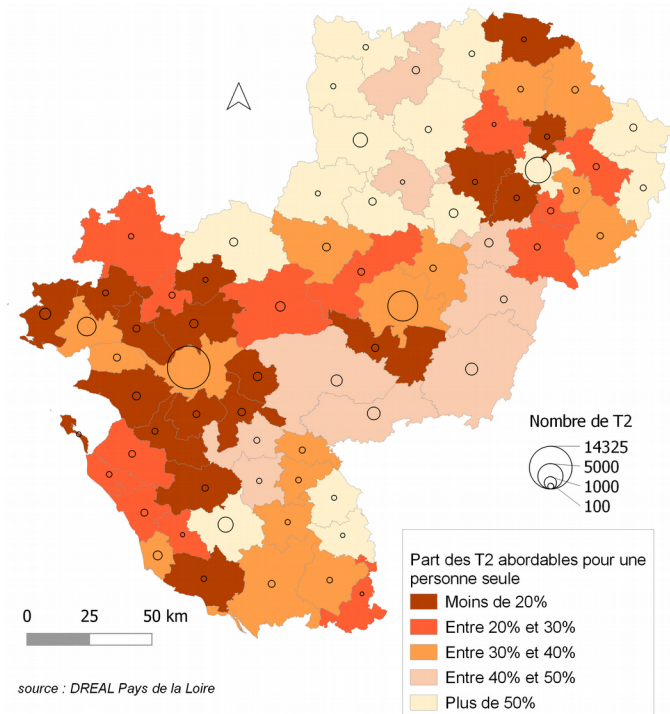 Nombre de T2
14325
5000
1000
100
Part des T2 abordables pour une
personne seule
Moins de 20%
Entre 20% et 30%
Entre 30% et 40%
Entre 40% et 50%
Plus de 50%
0 25 50 km
source : DREAL Pays de la Loire